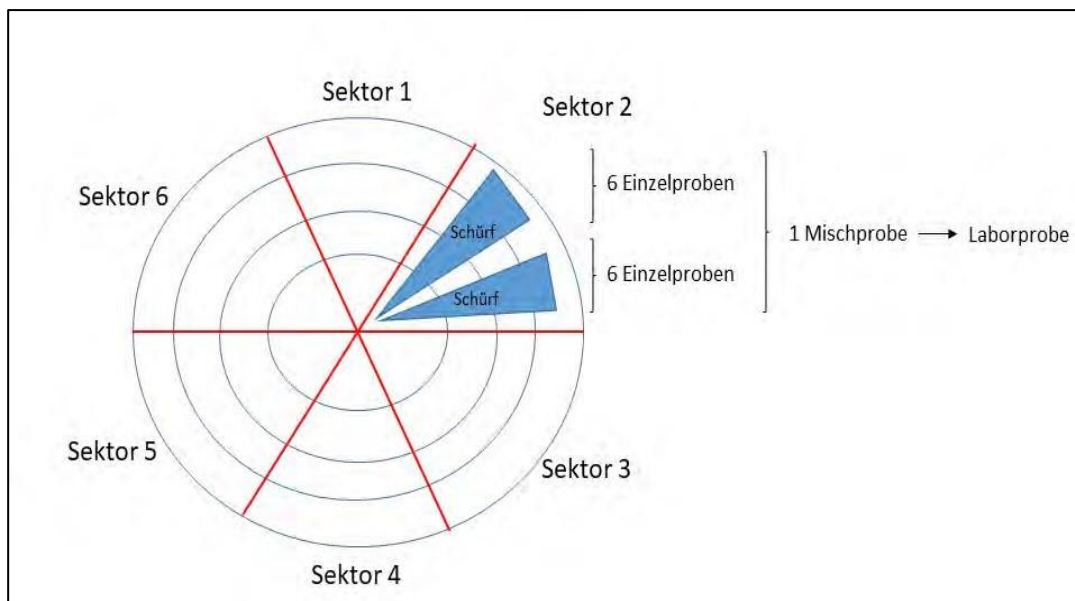 Sektor 1
Sektor 2
Sektor 6
6 Einzelproben
Schürf
1 Mischprobe → Laborprobe
6 Einzelproben
Schürf
Sektor 5
Sektor 3
Sektor 4